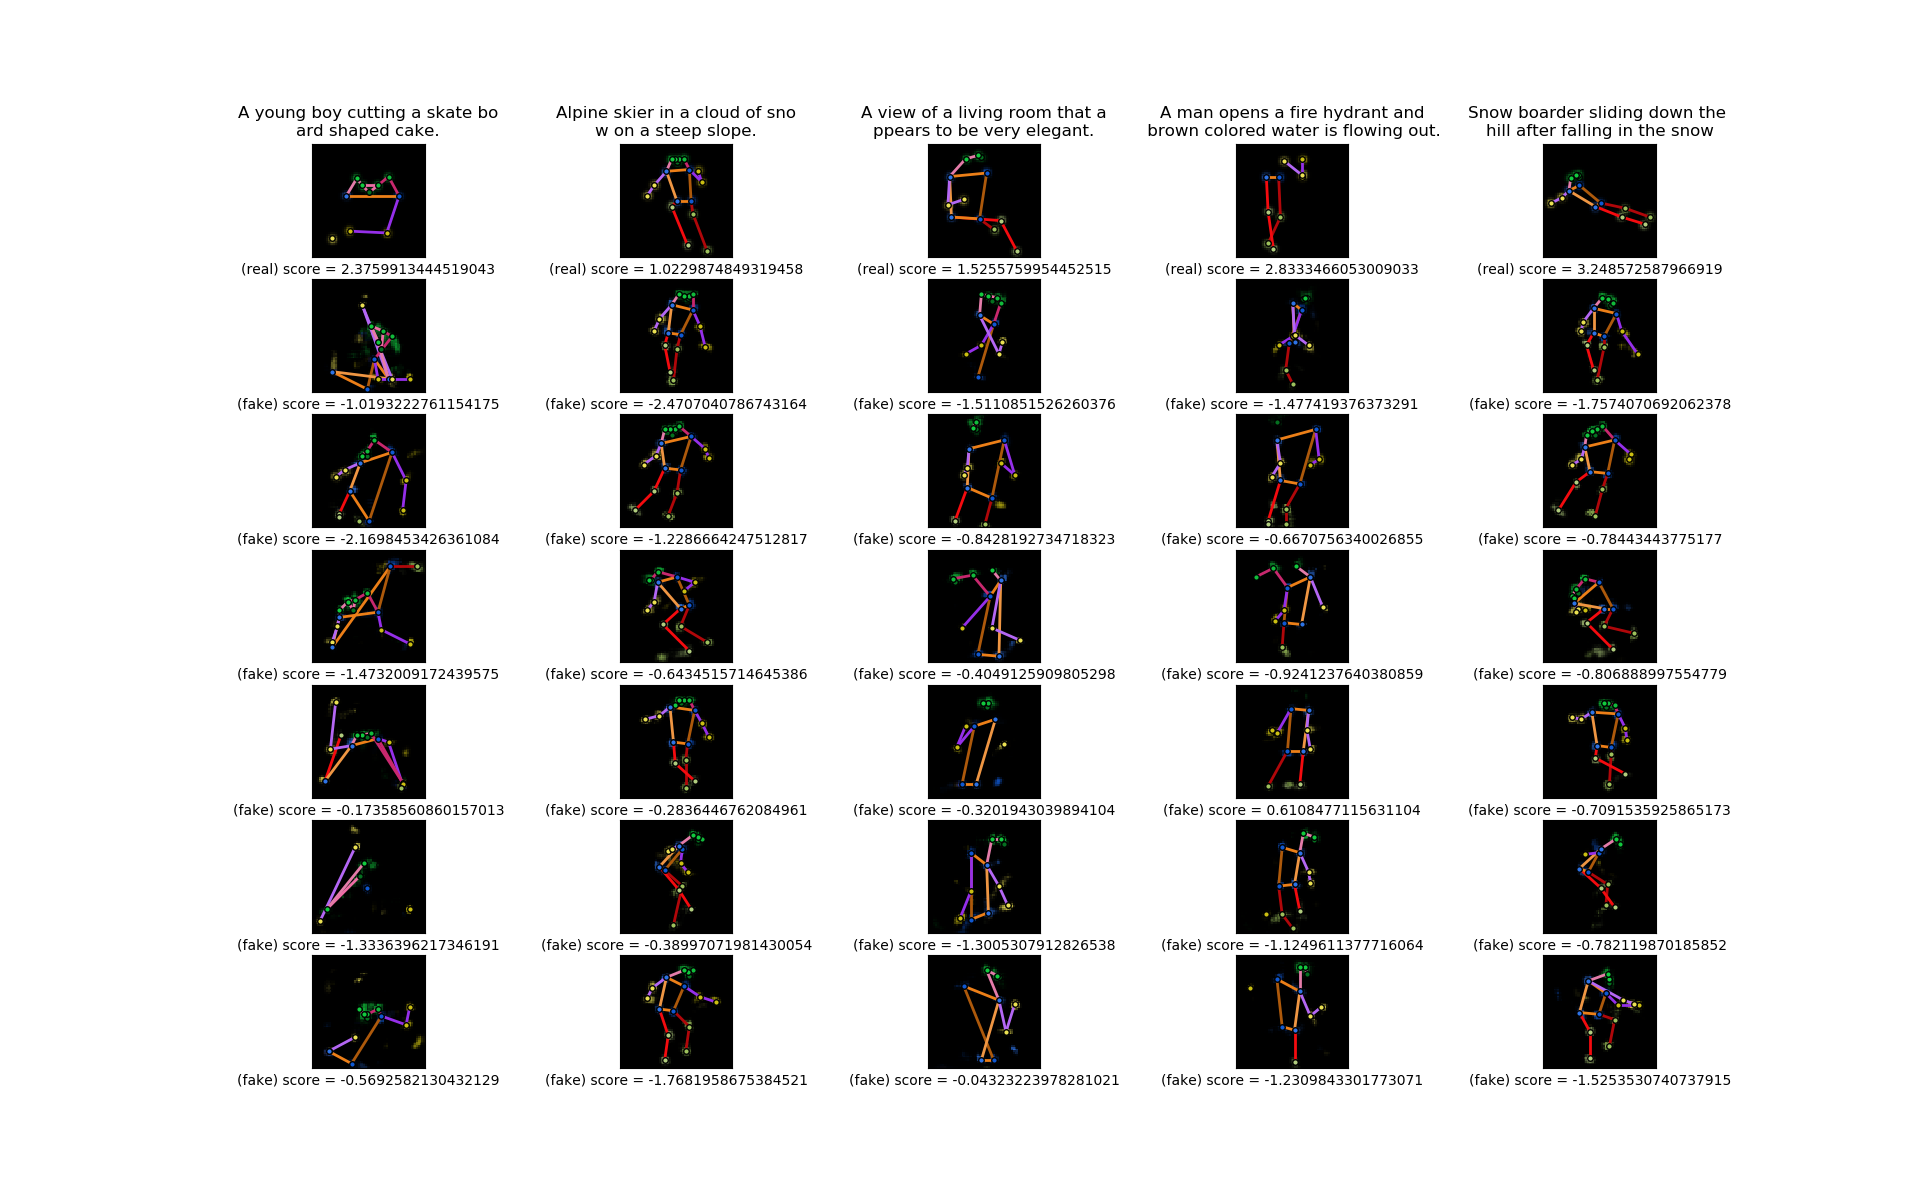 A young boy cutting a skate bo
ard shaped cake.
Alpine skier in a cloud of sno
w on a steep slope.
A view of a living room that a
ppears to be very elegant.
A man opens a fire hydrant and
brown colored water is flowing out.
Snow boarder sliding down the
hill after falling in the snow
(real) score = 2.3759913444519043
(real) score = 1.0229874849319458
(real) score = 1.5255759954452515
(real) score = 2.8333466053009033
(real) score = 3.248572587966919
(fake) score = -1.0193222761154175
(fake) score = -2.4707040786743164
(fake) score = -1.5110851526260376
(fake) score = -1.477419376373291
(fake) score = -1.7574070692062378
(fake) score = -2.1698453426361084
(fake) score = -1.2286664247512817
(fake) score = -0.8428192734718323
(fake) score = -0.6670756340026855
(fake) score = -0.78443443775177
(fake) score = -1.4732009172439575
(fake) score = -0.6434515714645386
(fake) score = -0.4049125909805298
(fake) score = -0.9241237640380859
(fake) score = -0.806888997554779
(fake) score = -0.17358560860157013
(fake) score = -0.2836446762084961
(fake) score = -0.3201943039894104
(fake) score = 0.6108477115631104
(fake) score = -0.7091535925865173
(fake) score = -1.3336396217346191
(fake) score = -0.38997071981430054
(fake) score = -1.3005307912826538
(fake) score = -1.1249611377716064
(fake) score = -0.782119870185852
(fake) score = -0.5692582130432129
(fake) score = -1.7681958675384521
(fake) score = -0.04323223978281021
(fake) score = -1.2309843301773071
(fake) score = -1.5253530740737915